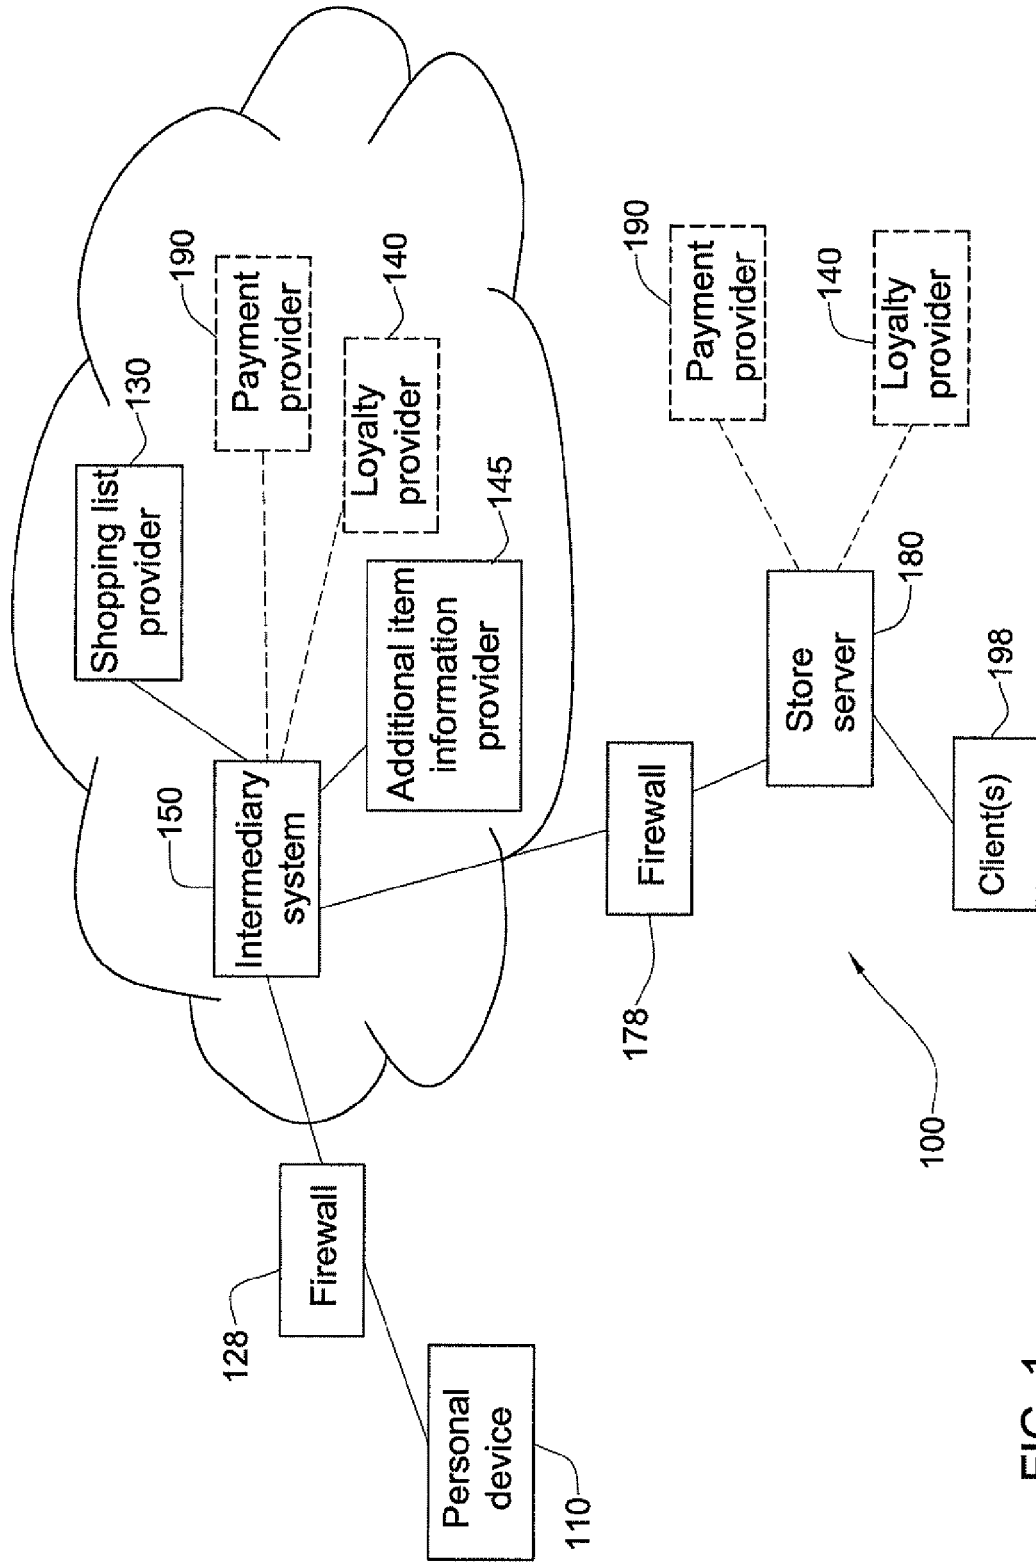 130
Shopping list
provider
190
Payment
provider
140
Loyalty
provider
150
Intermediary
system
145
Additional item
information
provider
128
Firewall
Personal
device
110
178
Firewall
190
Payment
provider
140
Loyalty
provider
Store
server
180
198
Client(s)
100
FIG. 1